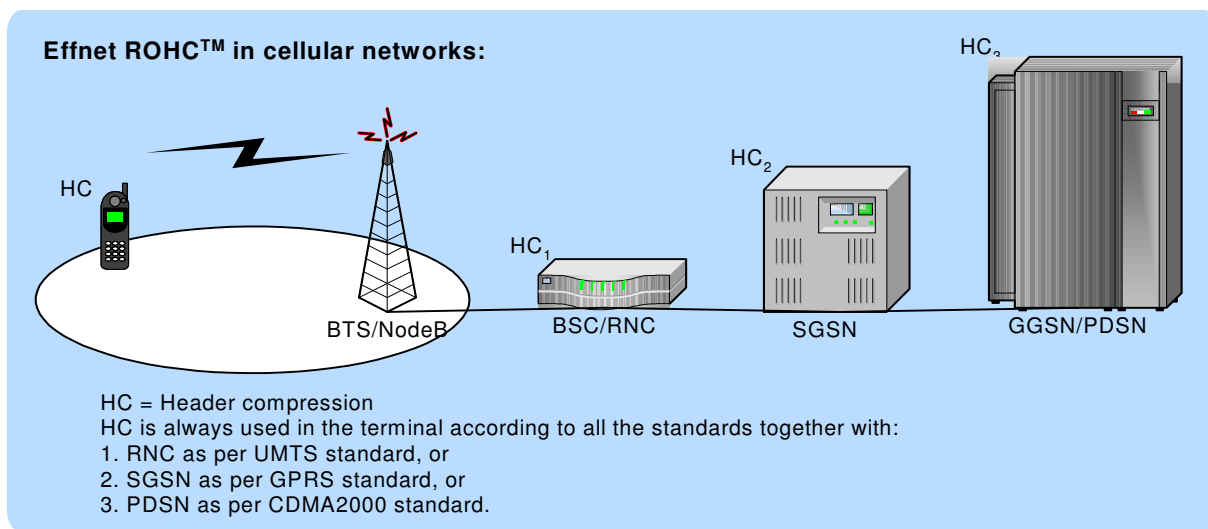 Effnet ROHC™ in cellular networks:
HC₃
HC₂
HC
HC₁
BTS/NodeB
BSC/RNC
SGSN
GGSN/PDSN
HC = Header compression
HC is always used in the terminal according to all the standards together with:
1. RNC as per UMTS standard, or
2. SGSN as per GPRS standard, or
3. PDSN as per CDMA2000 standard.